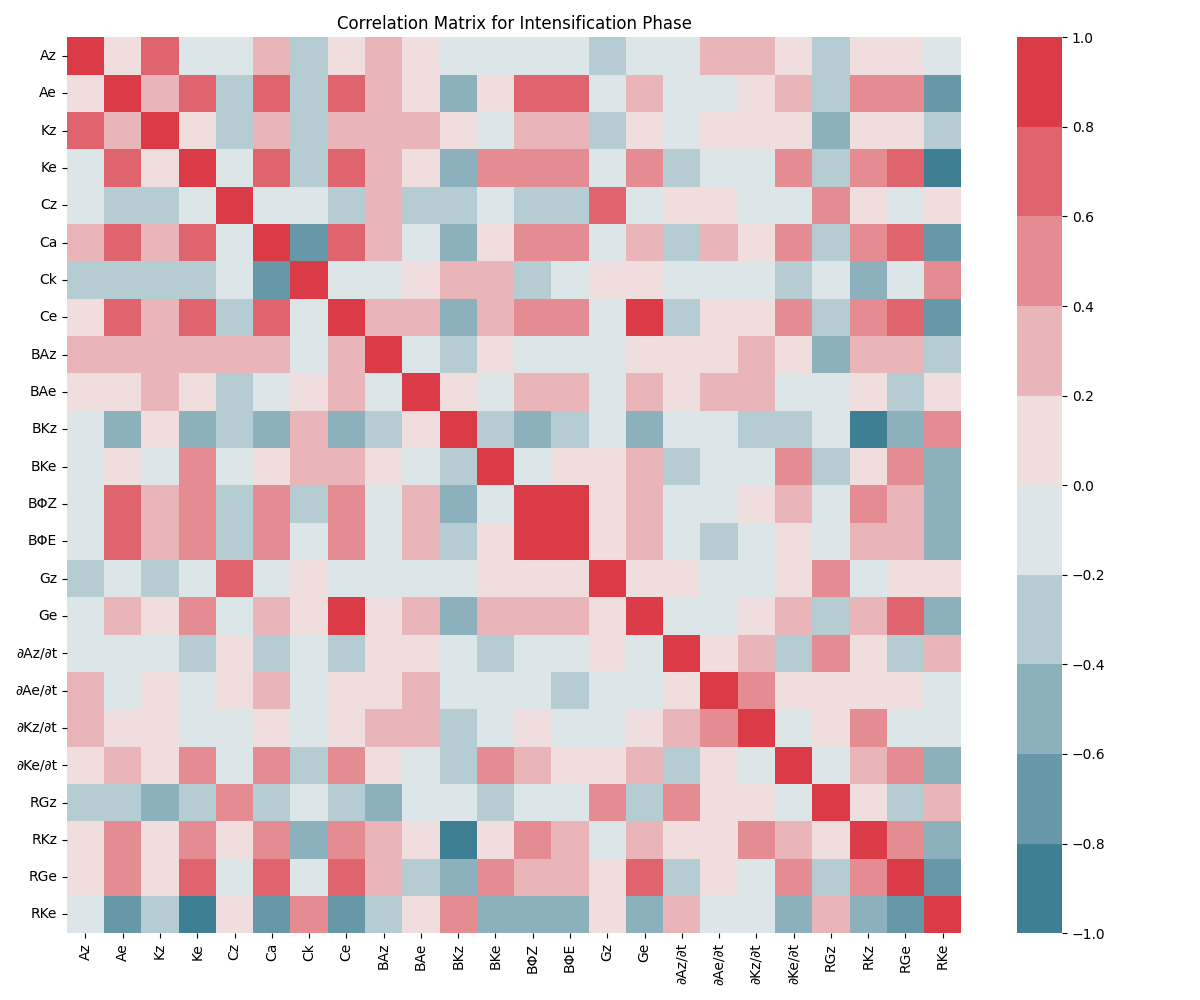 Correlation Matrix for Intensification Phase
Az
Ae
Kz
Ke
Cz
Ca
Ck
Ce
BAz
BAe
BKz
BKe
BΦZ
BΦE
Gz
Ge
∂Az/∂t
∂Ae/∂t
∂Kz/∂t
∂Ke/∂t
RGz
RKz
RGe
RKe
Az Ae Kz Ke Cz Ca Ck Ce BAz BAe BKz BKe BΦZ BΦE Gz Ge ∂Az/∂t ∂Ae/∂t ∂Kz/∂t ∂Ke/∂t RGz RKz RGe RKe
1.0
0.8
0.6
0.4
0.2
0.0
−0.2
−0.4
−0.6
−0.8
−1.0